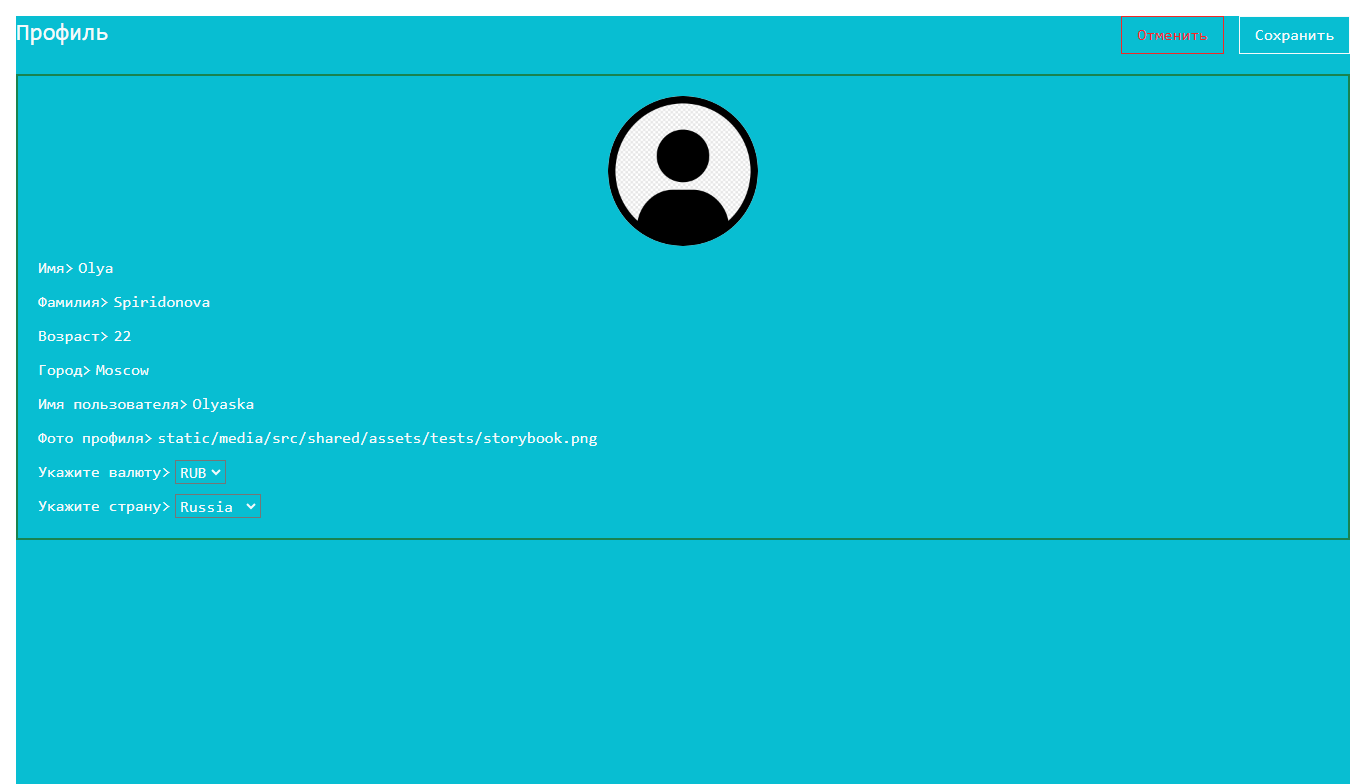 Профиль
Отменить
Сохранить
Имя> Olya
Фамилия> Spiridonova
Возраст> 22
Город> Moscow
Имя пользователя> Olyaska
Фото профиля> static/media/src/shared/assets/tests/storybook.png
Укажите валюту> RUB
Укажите страну> Russia